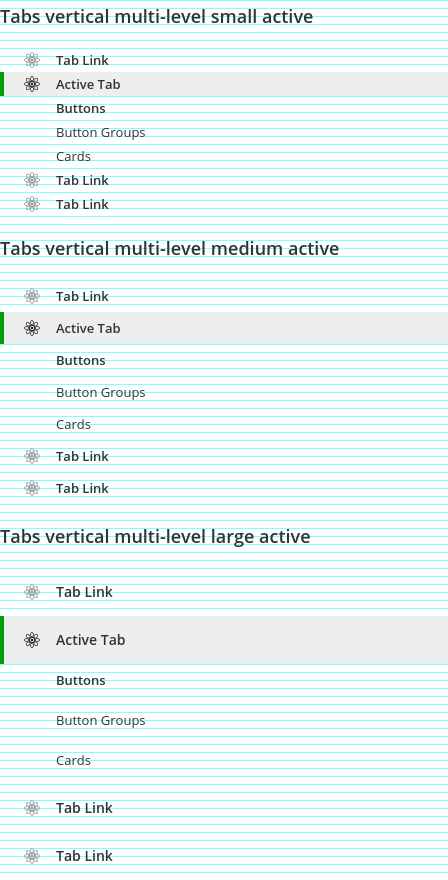 Tabs vertical multi-level small active
Tab Link
Active Tab
Buttons
Button Groups
Cards
Tab Link
Tab Link
Tabs vertical multi-level medium active
Tab Link
Active Tab
Buttons
Button Groups
Cards
Tab Link
Tab Link
Tabs vertical multi-level large active
Tab Link
Active Tab
Buttons
Button Groups
Cards
Tab Link
Tab Link